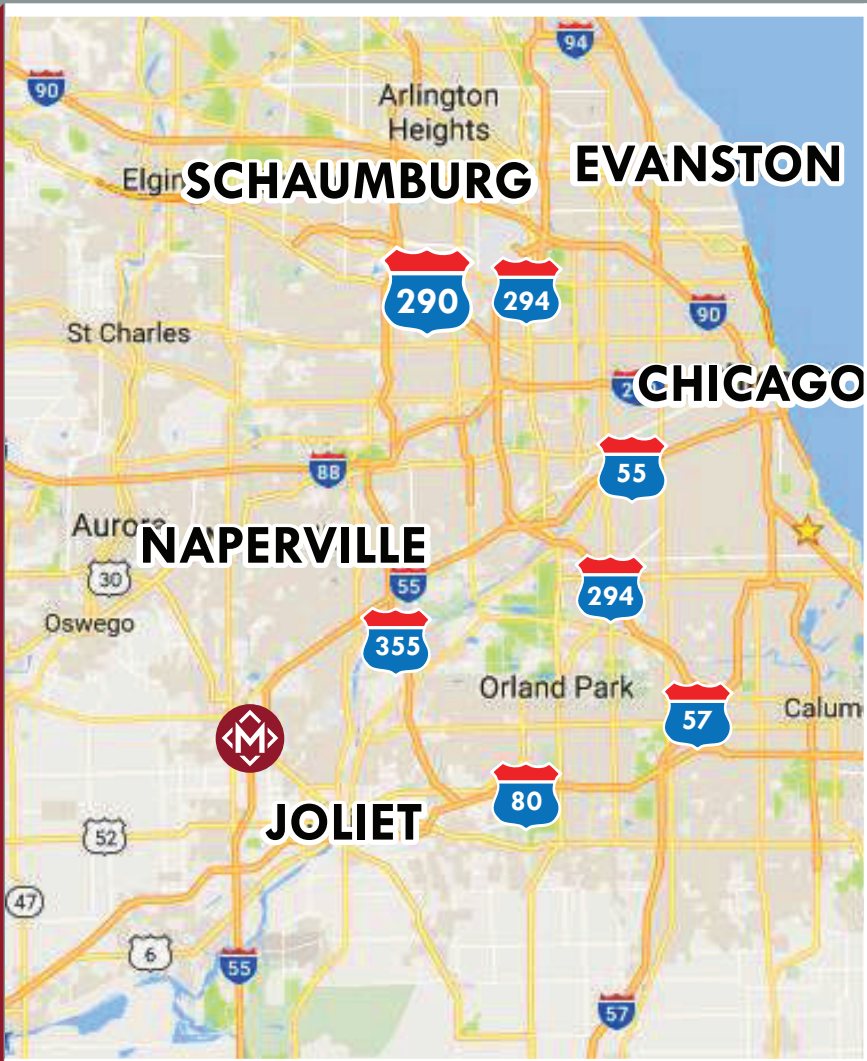 94
90
Arlington
Heights
EVANSTON
Elgin
SCHAUMBURG
290
294
90
St Charles
CHICAGO
55
88
Aurora
NAPERVILLE
30
55
294
Oswego
355
Orland Park
57
Calum
M
80
JOLIET
52
47
6
55
57